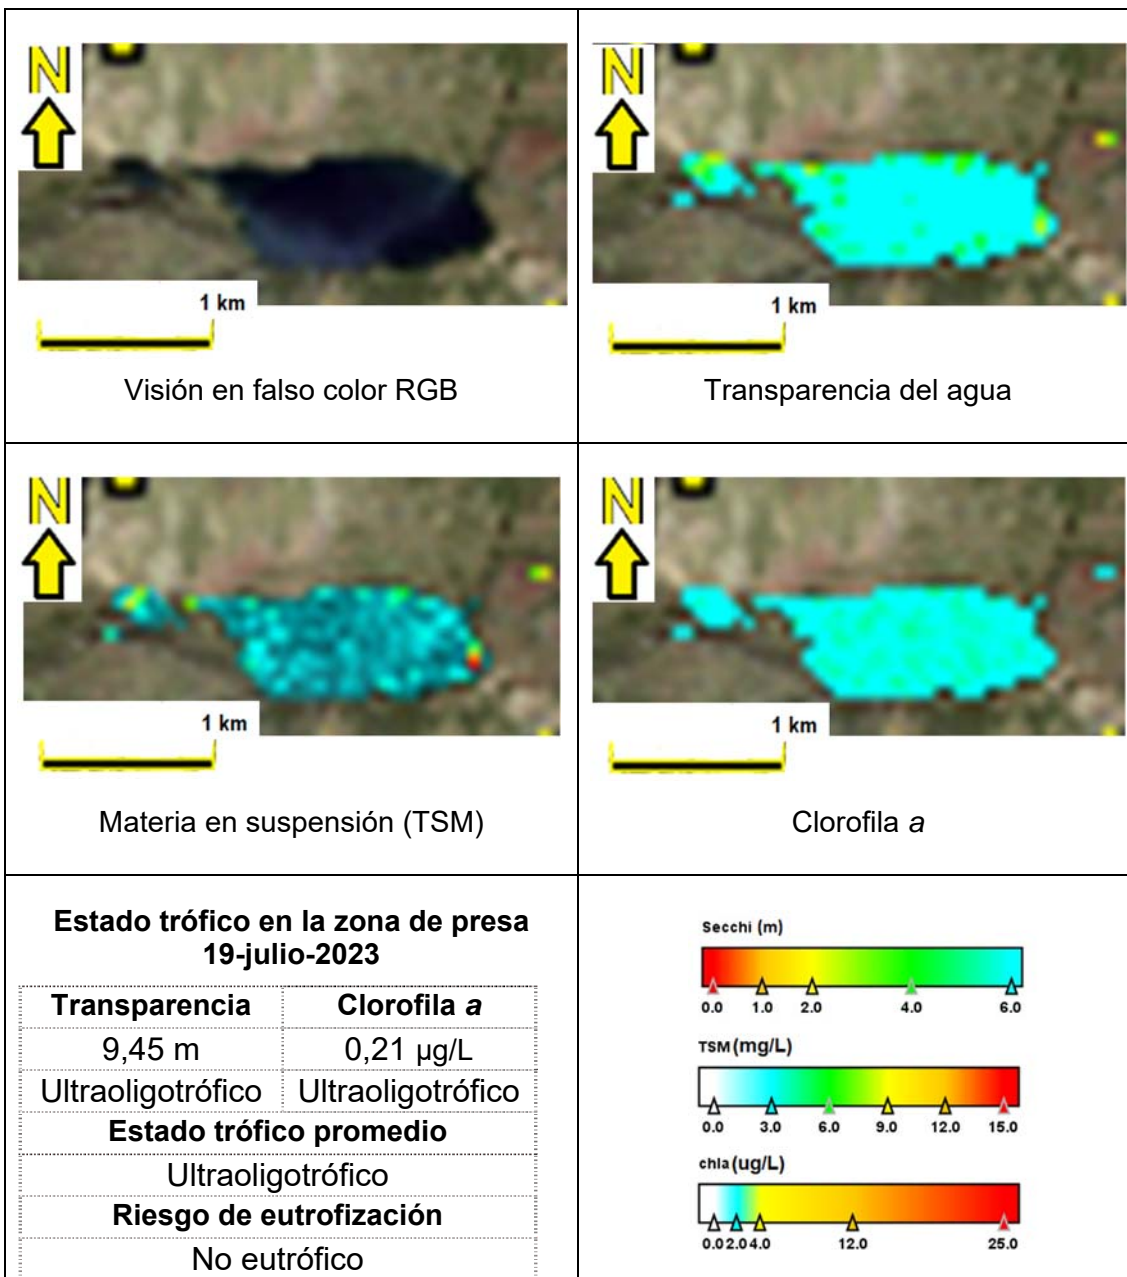 N
1 km
Visión en falso color RGB
N
1 km
Transparencia del agua
N
1 km
Materia en suspensión (TSM)
N
1 km
Clorofila a
Estado trófico en la zona de presa
19-julio-2023
Transparencia Clorofila a
9,45 m 0,21 µg/L
Ultraoligotrófico Ultraoligotrófico
Estado trófico promedio
Ultraoligotrófico
Riesgo de eutrofización
No eutrófico
Secchi (m)
0.0 1.0 2.0 4.0 6.0
TSM (mg/L)
0.0 3.0 6.0 9.0 12.0 15.0
chla (ug/L)
0.0 2.0 4.0 12.0 25.0